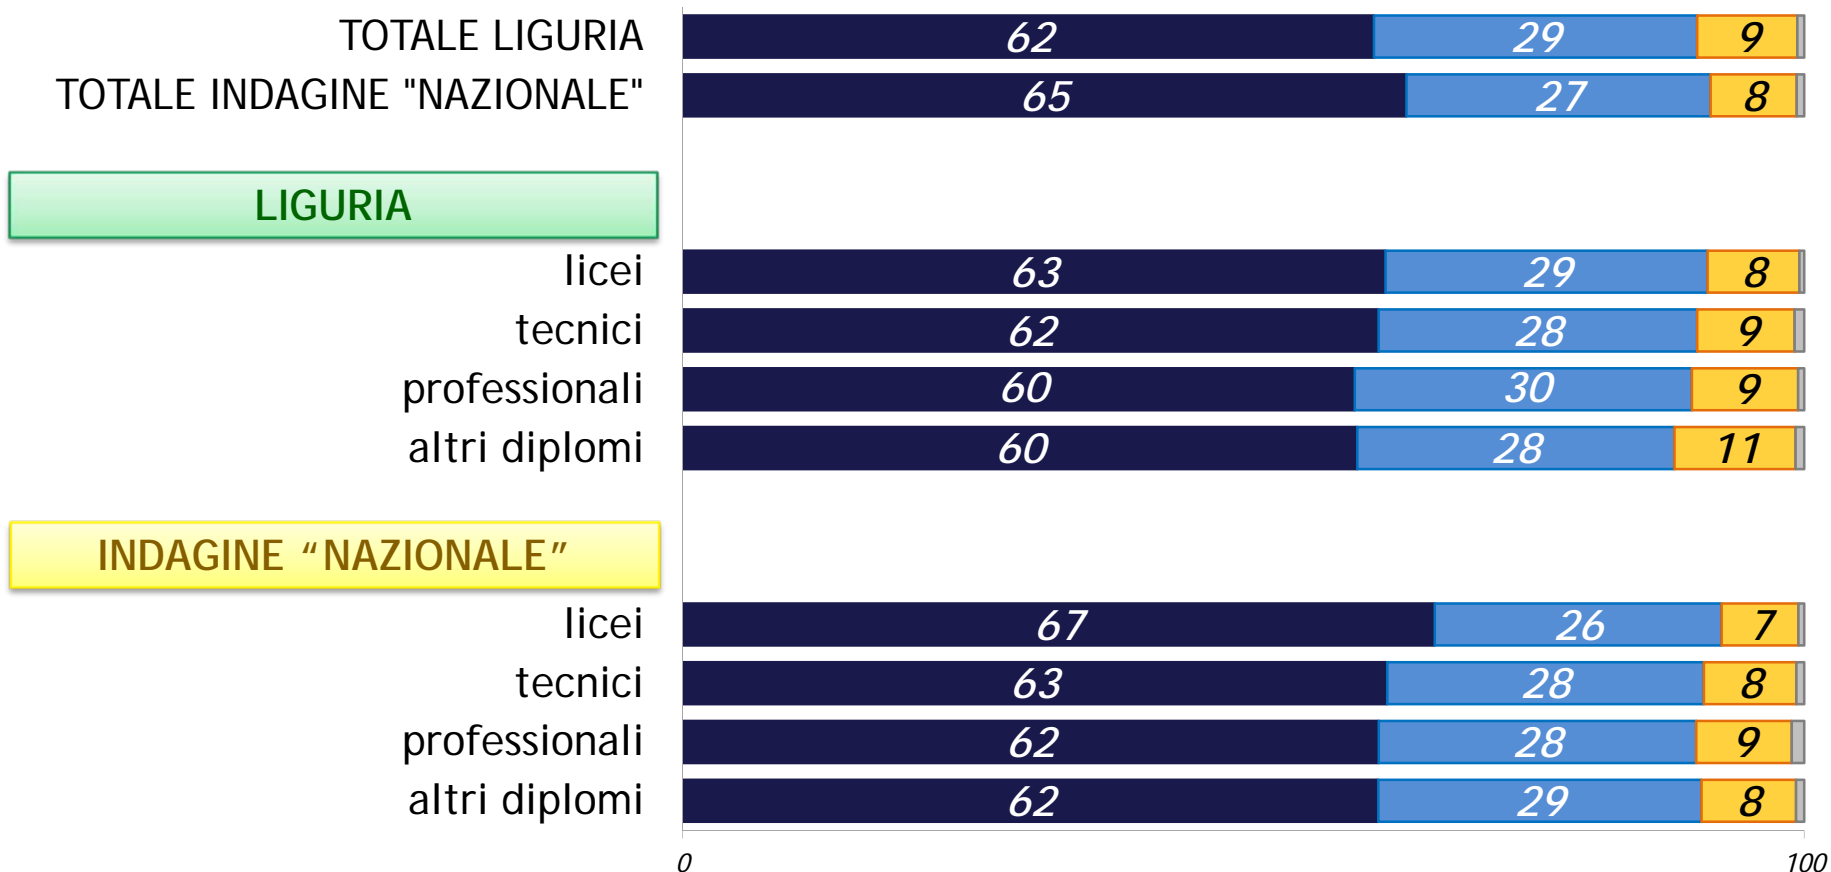 TOTALE LIGURIA 62 29 9
TOTALE INDAGINE "NAZIONALE" 65 27 8
LIGURIA
licei 63 29 8
tecnici 62 28 9
professionali 60 30 9
altri diplomi 60 28 11
INDAGINE “NAZIONALE”
licei 67 26 7
tecnici 63 28 8
professionali 62 28 9
altri diplomi 62 29 8
0 100